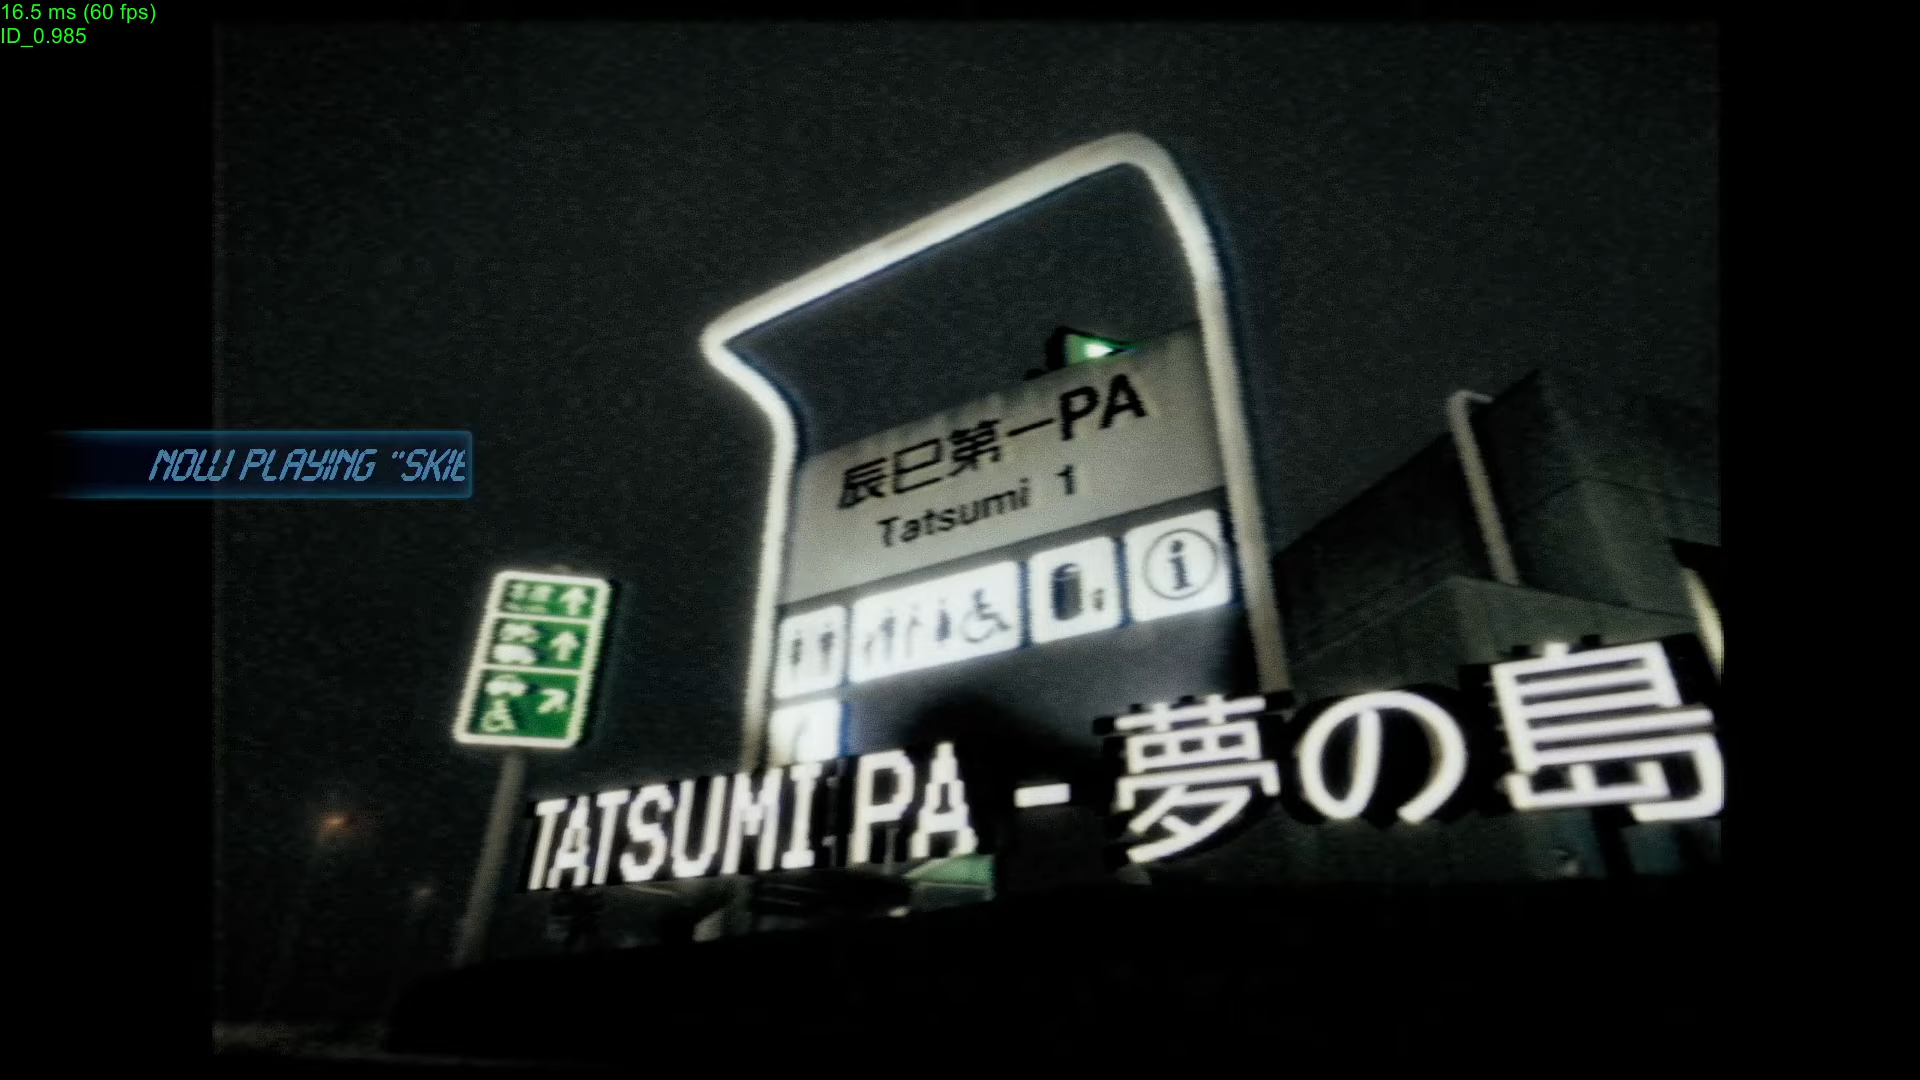 16.5 ms (60 fps)
ID_0.985
辰巳第一PA
Tatsumi 1
NOW PLAYING "SKIE
TATSUMI PA - 夢の島